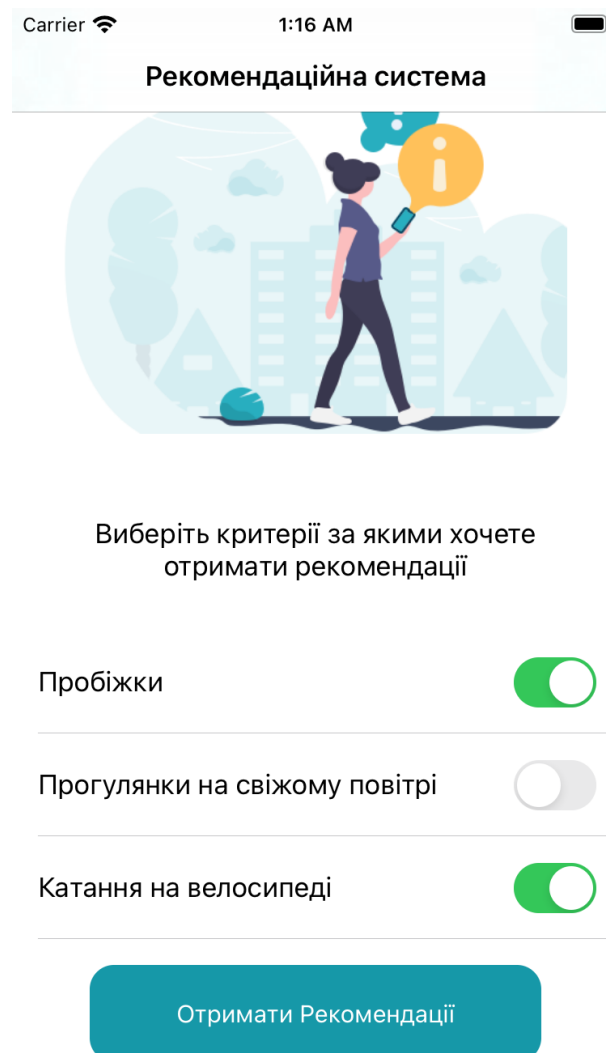 Carrier 1:16 AM
Рекомендаційна система
Виберіть критерії за якими хочете
отримати рекомендації
Пробіжки
Прогулянки на свіжому повітрі
Катання на велосипеді
Отримати Рекомендації